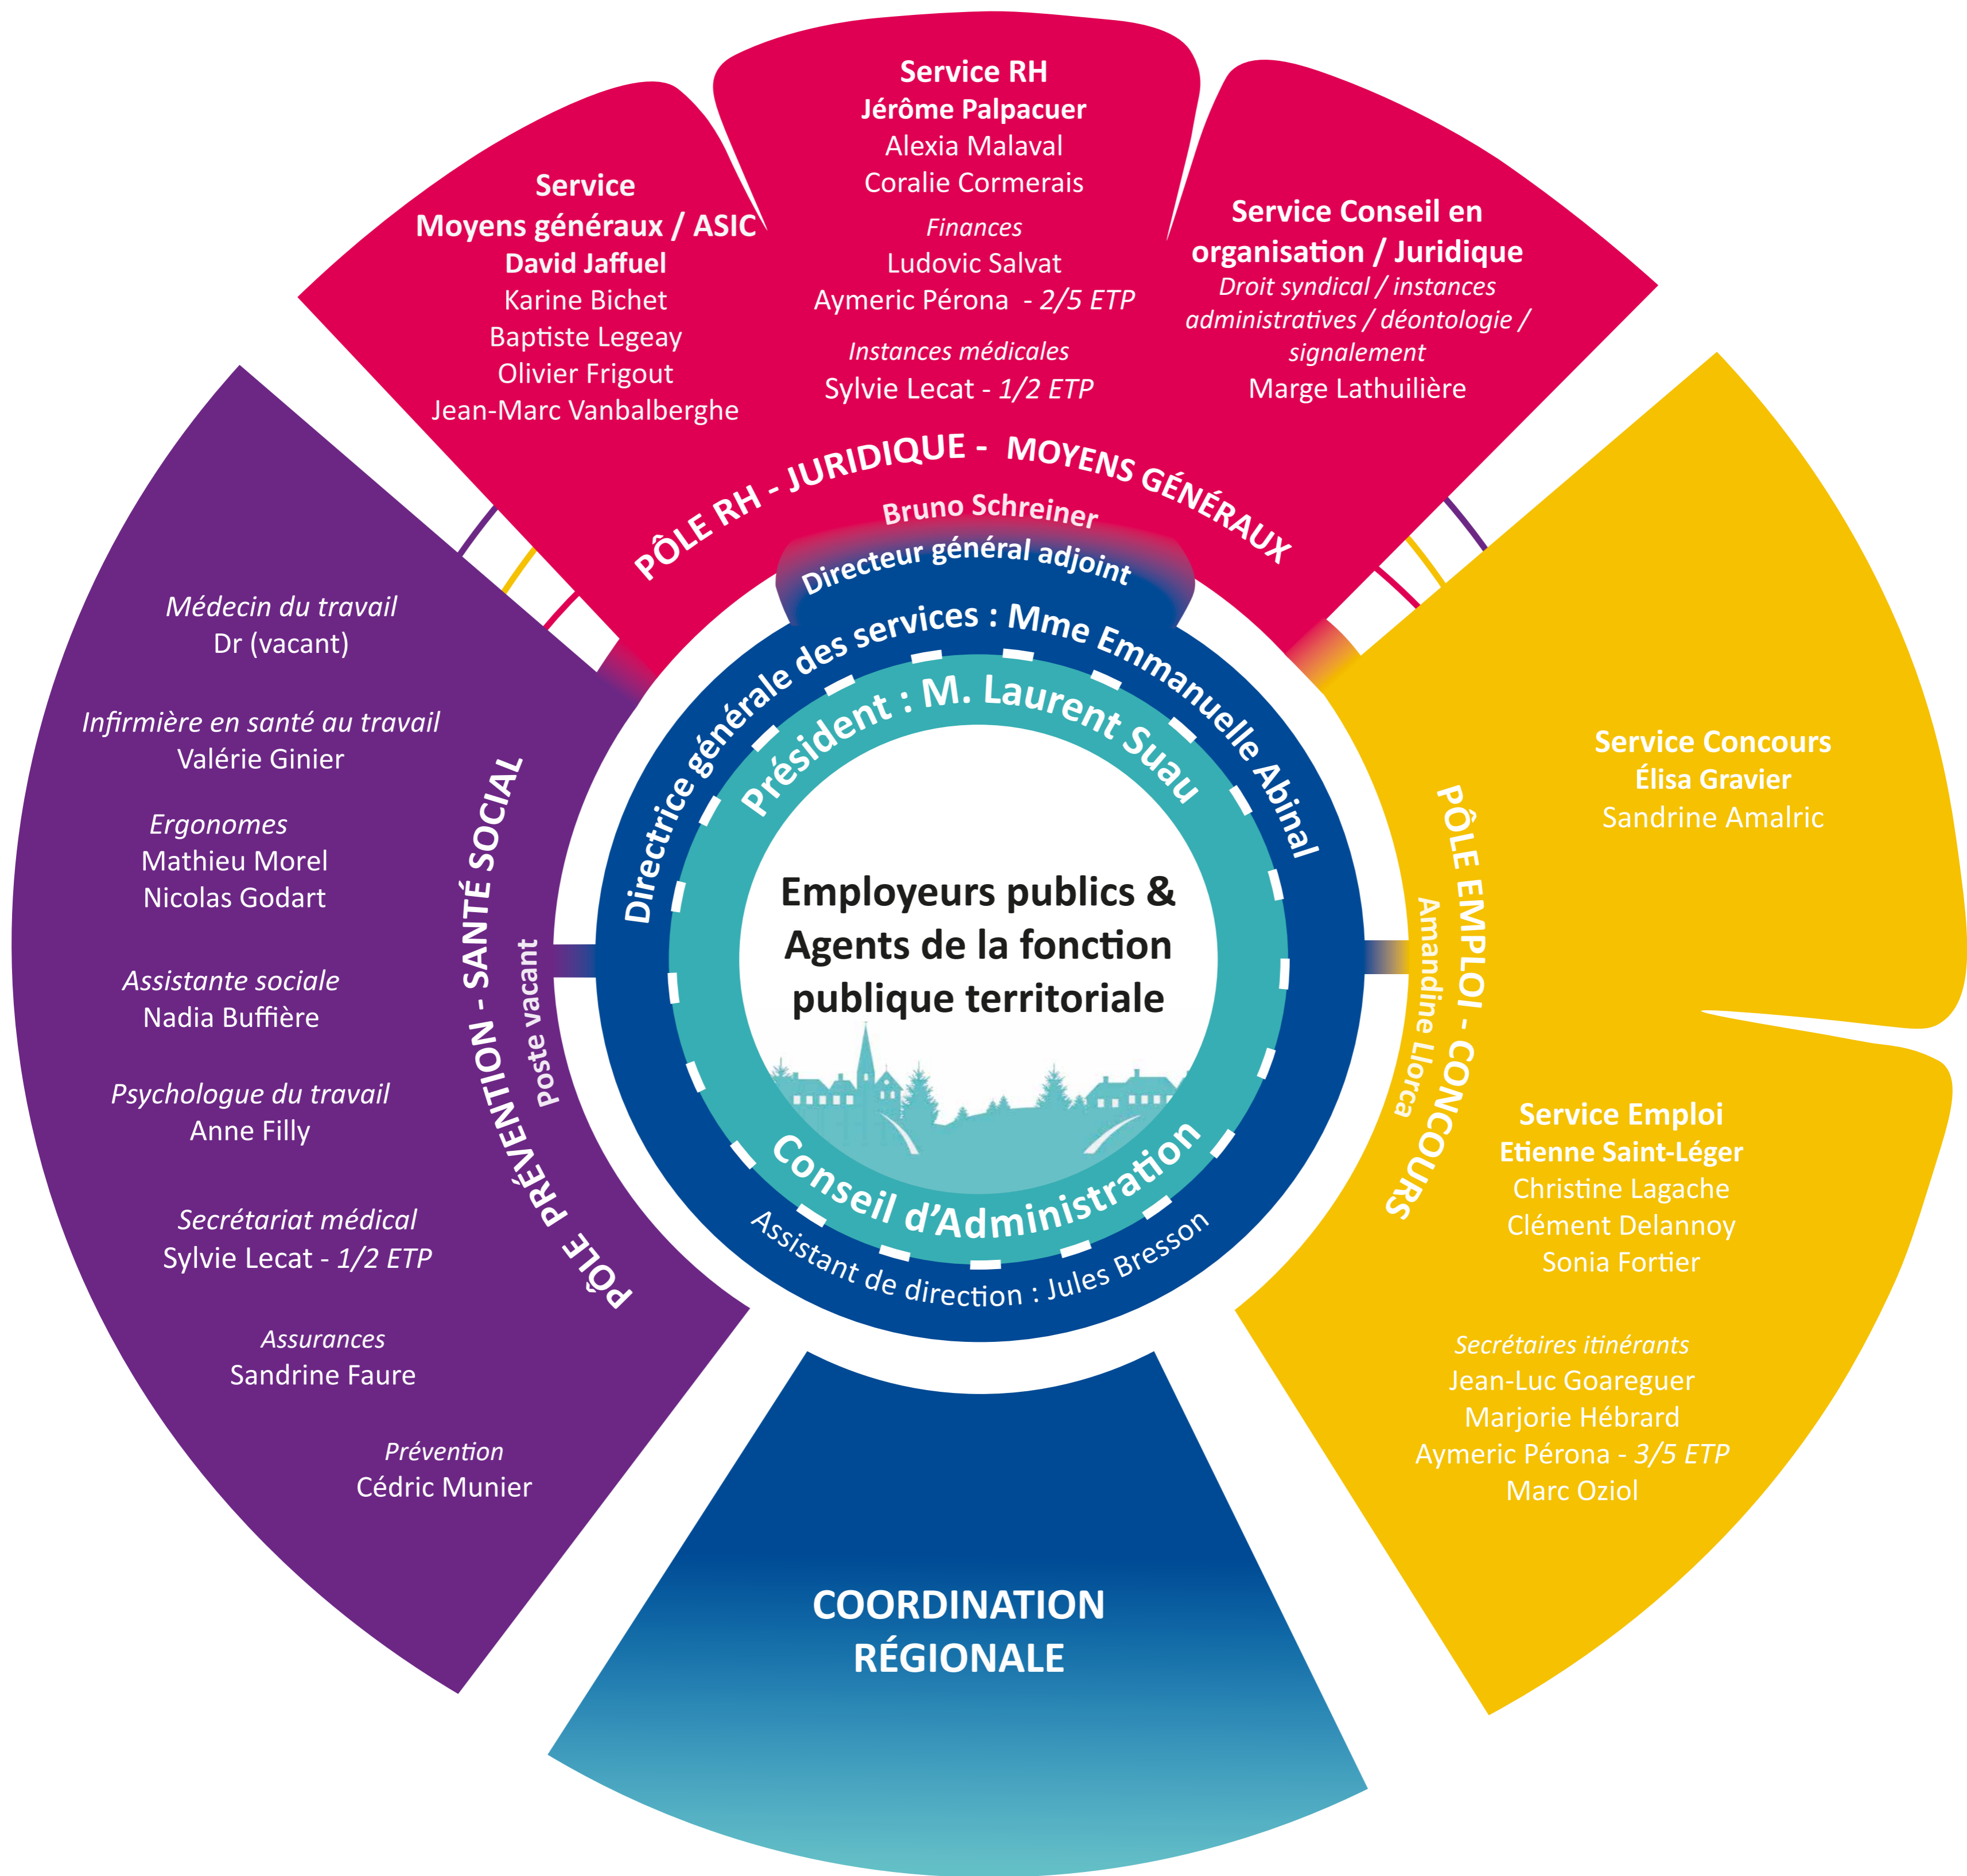 Service RH
Jérôme Palpacuer
Alexia Malaval
Coralie Cormerais
Finances
Ludovic Salvat
Aymeric Pérona - 2/5 ETP
Instances médicales
Sylvie Lecat - 1/2 ETP
Service
Moyens généraux / ASIC
David Jaffuel
Karine Bichet
Baptiste Legeay
Olivier Frigout
Jean-Marc Vanbalberghe
Service Conseil en
organisation / Juridique
Droit syndical / instances
administratives / déontologie /
signalement
Marge Lathuilière
PÔLE RH - JURIDIQUE - MOYENS GÉNÉRAUX
Bruno Schreiner
Directeur général adjoint
Directrice générale des services : Mme Emmanuelle Abinal
Président : M. Laurent Suau
Employeurs publics &
Agents de la fonction
publique territoriale
Conseil d'Administration
Assistant de direction : Jules Bresson
Médecin du travail
Dr (vacant)
Infirmière en santé au travail
Valérie Ginier
Ergonomes
Mathieu Morel
Nicolas Godart
Assistante sociale
Nadia Buffière
Psychologue du travail
Anne Filly
Secrétariat médical
Sylvie Lecat - 1/2 ETP
Assurances
Sandrine Faure
Prévention
Cédric Munier
PÔLE PRÉVENTION - SANTÉ SOCIAL
Poste vacant
PÔLE EMPLOI - CONCOURS
Amandine Llorca
Service Concours
Élisa Gravier
Sandrine Amalric
Service Emploi
Etienne Saint-Léger
Christine Lagache
Clément Delannoy
Sonia Fortier
Secrétaires itinérants
Jean-Luc Goareguer
Marjorie Hébrard
Aymeric Pérona - 3/5 ETP
Marc Oziol
COORDINATION
RÉGIONALE